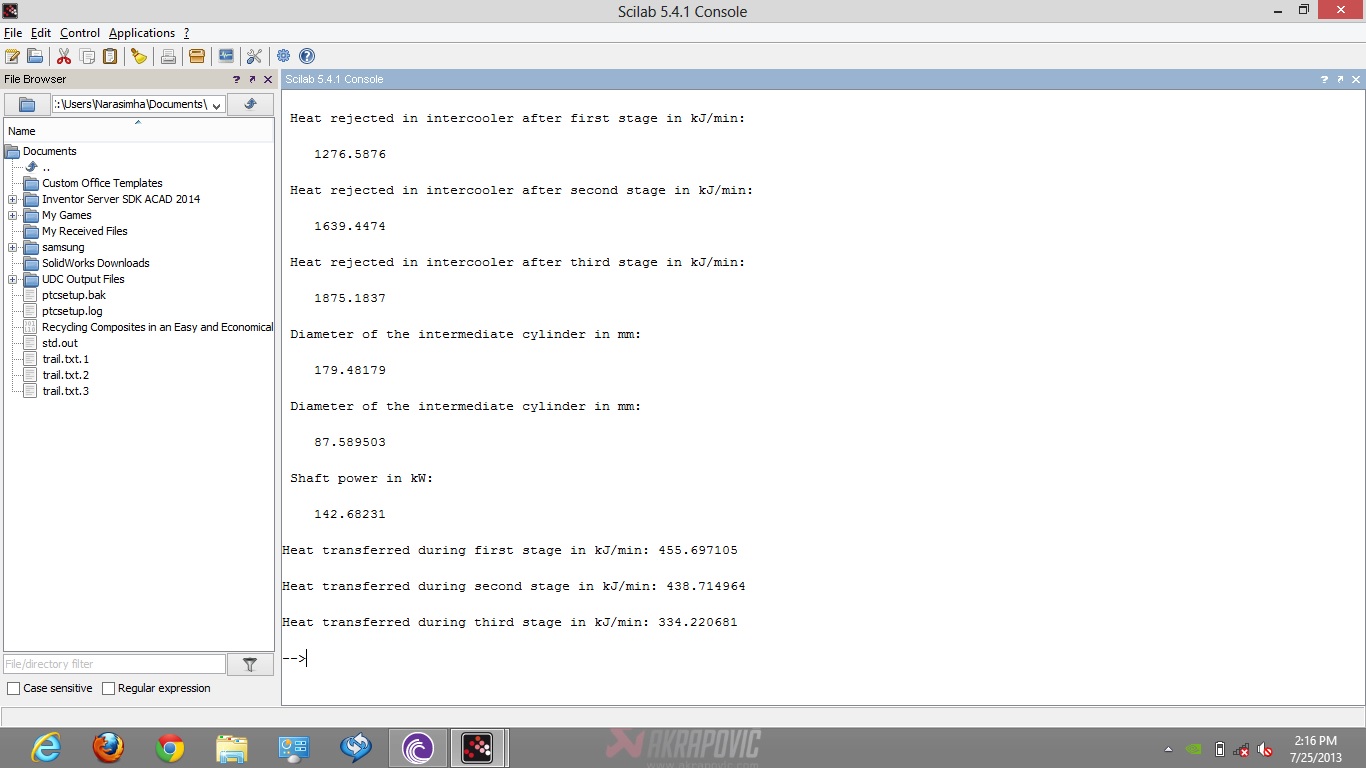 Scilab 5.4.1 Console
File Edit Control Applications ?
File Browser
Scilab 5.4.1 Console
:\Users\Narasimha\Documents\
Name
Documents
..
Custom Office Templates
Inventor Server SDK ACAD 2014
My Games
My Received Files
samsung
SolidWorks Downloads
UDC Output Files
ptcsetup.bak
ptcsetup.log
Recycling Composites in an Easy and Economical
std.out
trail.txt.1
trail.txt.2
trail.txt.3
File/directory filter
Case sensitive Regular expression
Heat rejected in intercooler after first stage in kJ/min:
1276.5876
Heat rejected in intercooler after second stage in kJ/min:
1639.4474
Heat rejected in intercooler after third stage in kJ/min:
1875.1837
Diameter of the intermediate cylinder in mm:
179.48179
Diameter of the intermediate cylinder in mm:
87.589503
Shaft power in kW:
142.68231
Heat transferred during first stage in kJ/min: 455.697105
Heat transferred during second stage in kJ/min: 438.714964
Heat transferred during third stage in kJ/min: 334.220681
-->
AKRAPOVIC
www.akrapovic.com
2:16 PM
7/25/2013